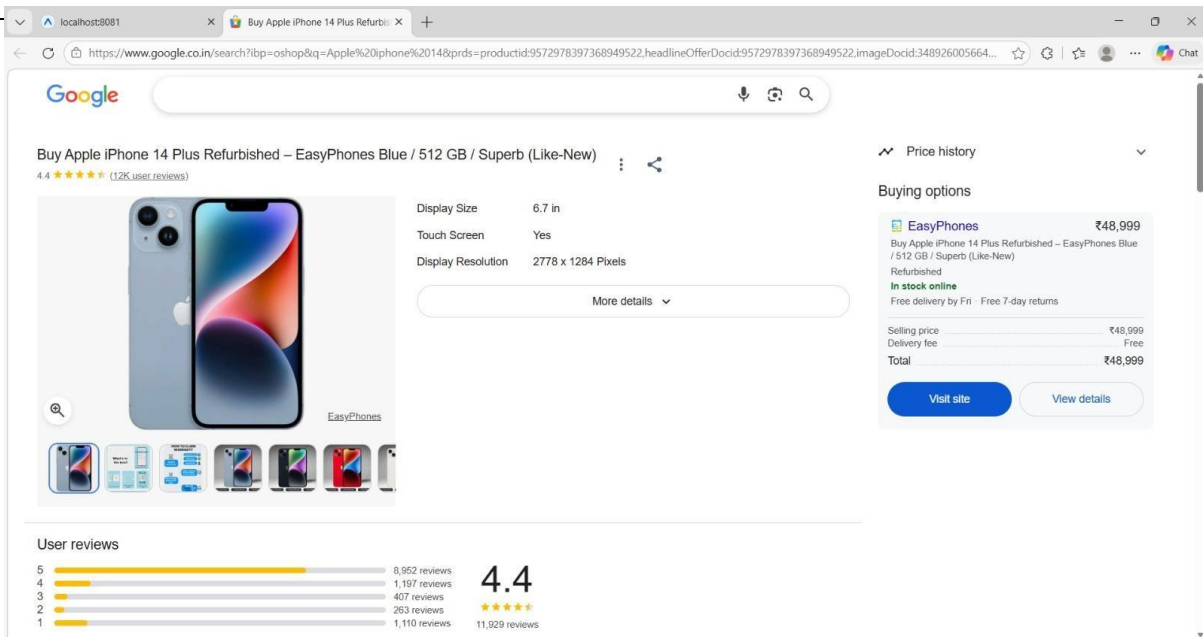 localhost:8081
Buy Apple iPhone 14 Plus Refurbis
https://www.google.co.in/search?ibp=oshop&q=Apple%20iphone%2014&prds=productid:9572978397368949522,headlineOfferDocid:9572978397368949522,imageDocid:348926005664...
Chat
Google
Buy Apple iPhone 14 Plus Refurbished – EasyPhones Blue / 512 GB / Superb (Like-New)
4.4 (12K user reviews)
Display Size 6.7 in
Touch Screen Yes
Display Resolution 2778 x 1284 Pixels
More details
EasyPhones
Price history
Buying options
EasyPhones ₹48,999
Buy Apple iPhone 14 Plus Refurbished – EasyPhones Blue
/ 512 GB / Superb (Like-New)
Refurbished
In stock online
Free delivery by Fri · Free 7-day returns
Selling price ₹48,999
Delivery fee Free
Total ₹48,999
Visit site View details
User reviews
5 8,952 reviews
4 1,197 reviews
3 407 reviews
2 263 reviews
1 1,110 reviews
4.4
11,929 reviews